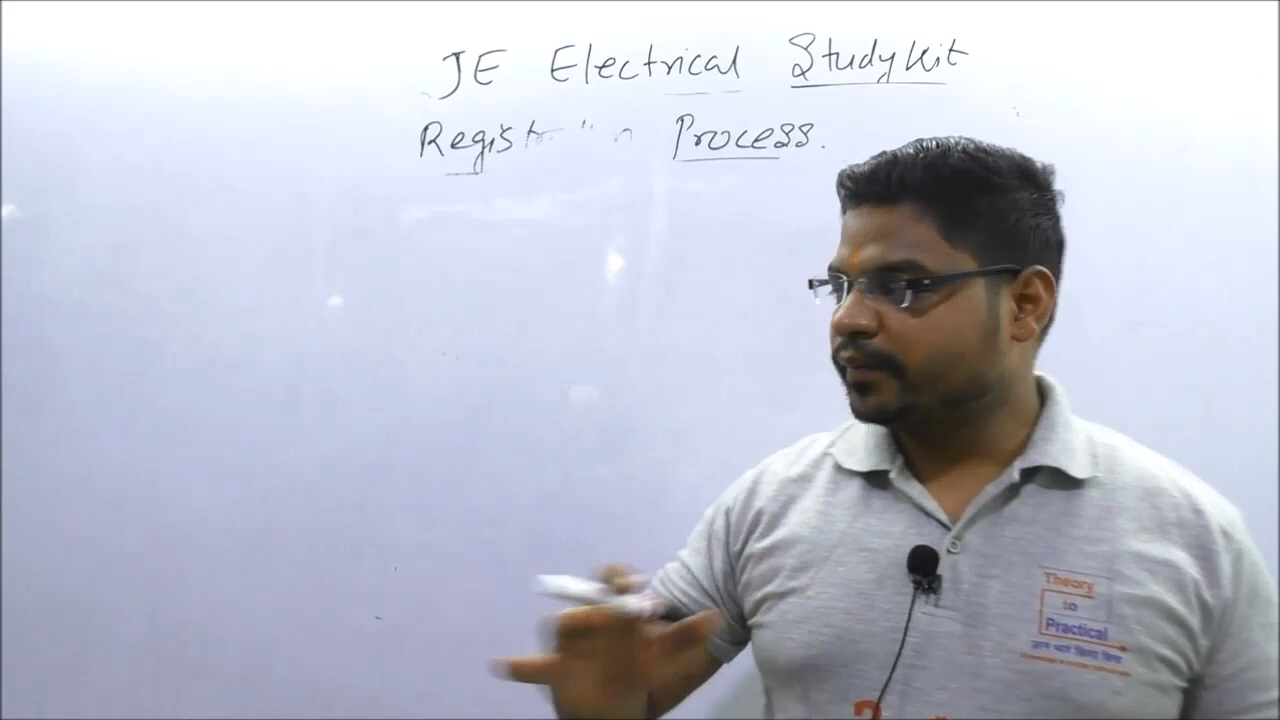 JE Electrical Studykit
Process.
Theory
to
Practical